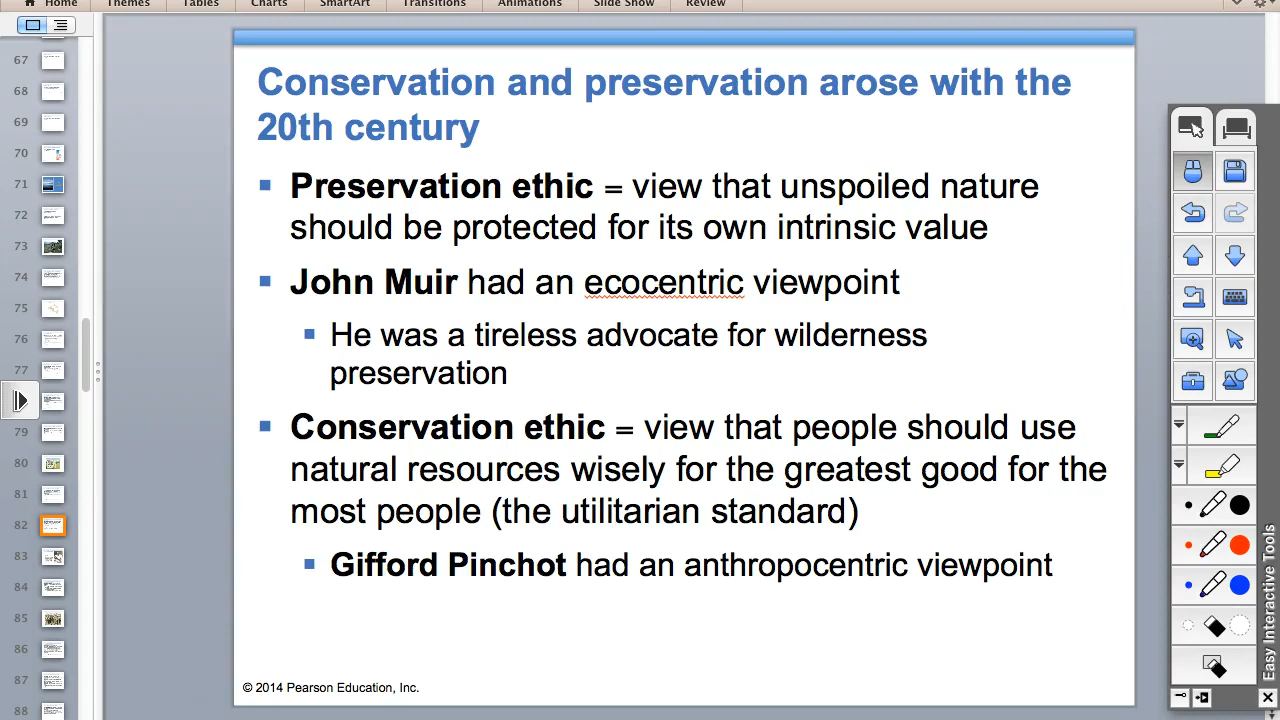 Home Themes Tables Charts SmartArt Transitions Animations Slide Show Review
67
68
69
70
71
72
73
74
75
76
77
79
80
81
82
83
84
85
86
87
88
Conservation and preservation arose with the
20th century
Preservation ethic = view that unspoiled nature
should be protected for its own intrinsic value
John Muir had an ecocentric viewpoint
He was a tireless advocate for wilderness
preservation
Conservation ethic = view that people should use
natural resources wisely for the greatest good for the
most people (the utilitarian standard)
Gifford Pinchot had an anthropocentric viewpoint
© 2014 Pearson Education, Inc.
Easy Interactive Tools